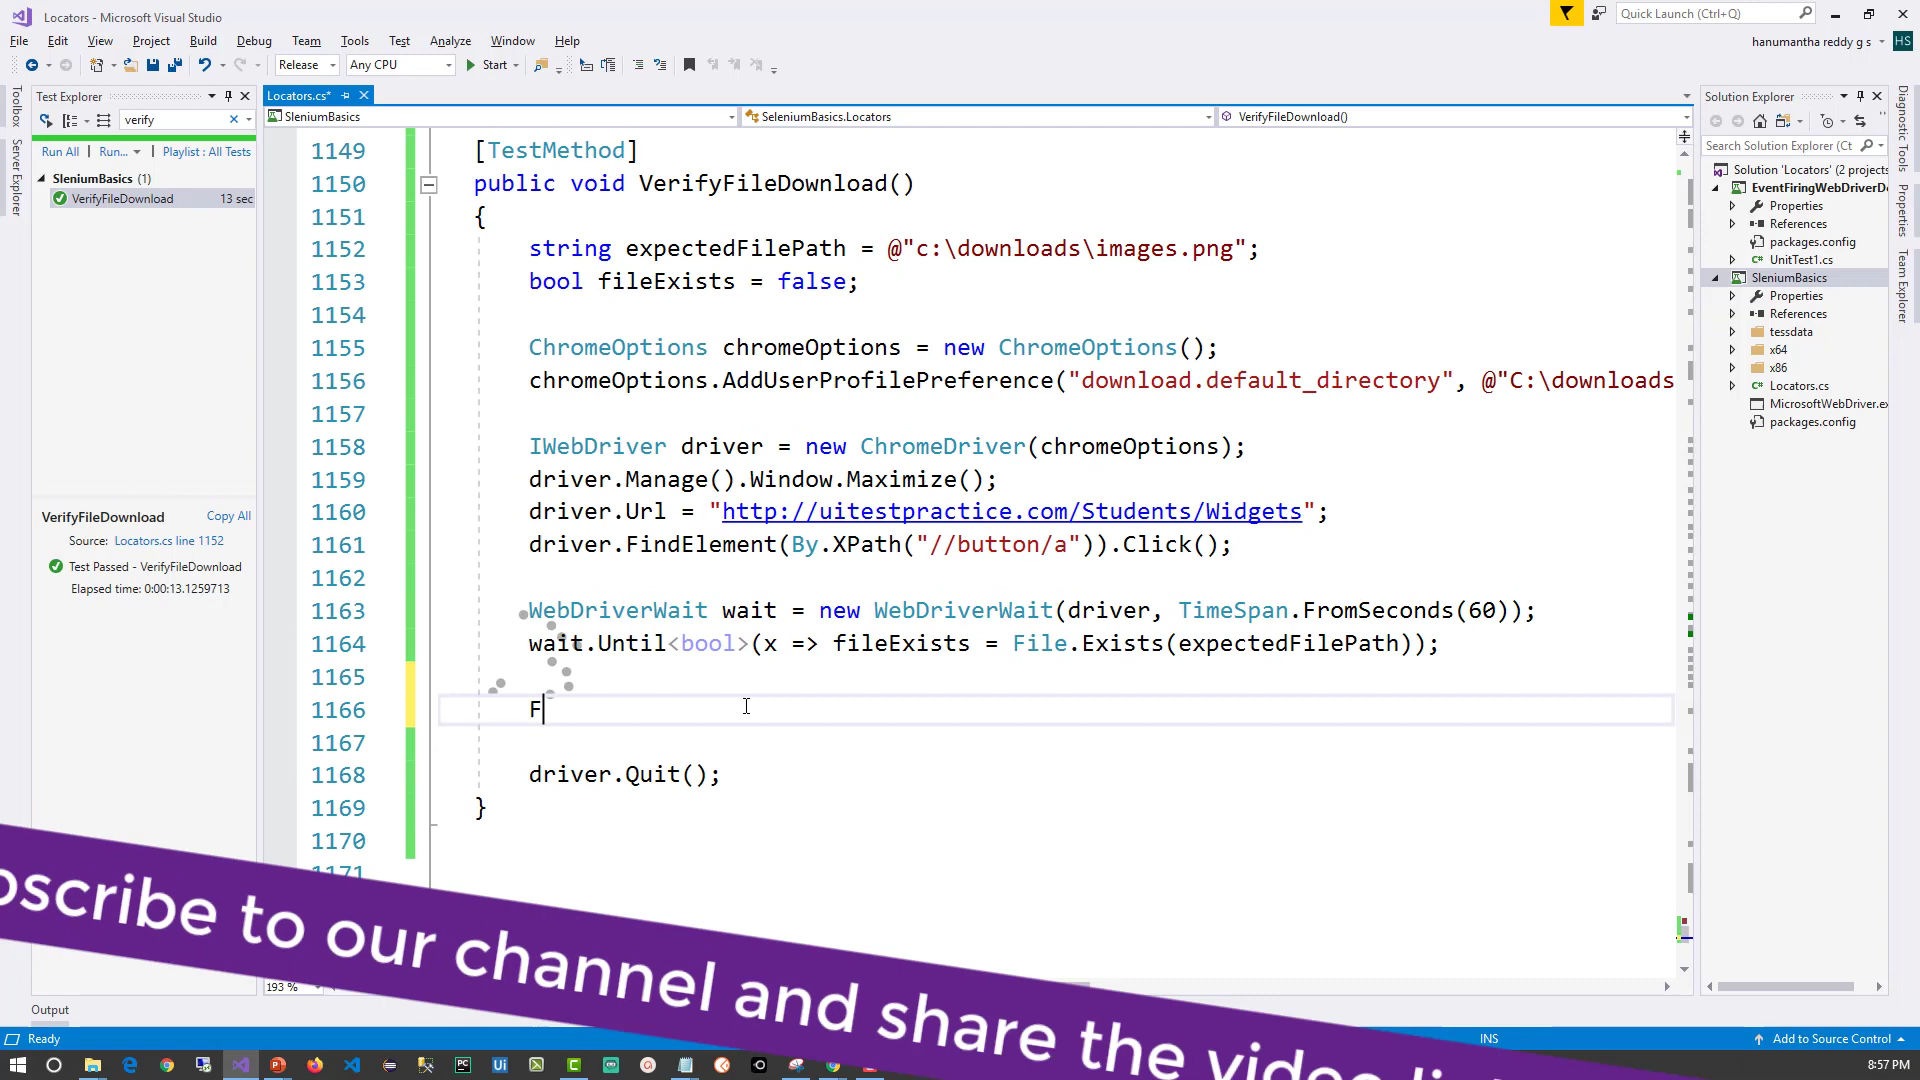 Locators - Microsoft Visual Studio
Quick Launch (Ctrl+Q)
File Edit View Project Build Debug Team Tools Test Analyze Window Help
hanumantha reddy g s
HS
Release
Any CPU
Start
Toolbox
Server Explorer
Test Explorer
verify
Run All | Run... | Playlist : All Tests
SleniumBasics (1)
VerifyFileDownload 13 sec
VerifyFileDownload Copy All
Source: Locators.cs line 1152
Test Passed - VerifyFileDownload
Elapsed time: 0:00:13.1259713
Locators.cs*
SleniumBasics
SeleniumBasics.Locators
VerifyFileDownload()
1149 [TestMethod]
1150 public void VerifyFileDownload()
1151 {
1152 string expectedFilePath = @"c:\downloads\images.png";
1153 bool fileExists = false;
1154
1155 ChromeOptions chromeOptions = new ChromeOptions();
1156 chromeOptions.AddUserProfilePreference("download.default_directory", @"C:\downloads
1157
1158 IWebDriver driver = new ChromeDriver(chromeOptions);
1159 driver.Manage().Window.Maximize();
1160 driver.Url = "http://uitestpractice.com/Students/Widgets";
1161 driver.FindElement(By.XPath("//button/a")).Click();
1162
1163 WebDriverWait wait = new WebDriverWait(driver, TimeSpan.FromSeconds(60));
1164 wait.Until<bool>(x => fileExists = File.Exists(expectedFilePath));
1165
1166 F
1167
1168 driver.Quit();
1169 }
1170
1171
193 %
Solution Explorer
Search Solution Explorer (Ct
Solution 'Locators' (2 projects
EventFiringWebDriverDe
Properties
References
packages.config
UnitTest1.cs
SleniumBasics
Properties
References
tessdata
x64
x86
Locators.cs
MicrosoftWebDriver.ex
packages.config
Diagnostic Tools
Properties
Team Explorer
oscribe to our channel and share the video li
Output
Ready
INS
Add to Source Control
8:57 PM